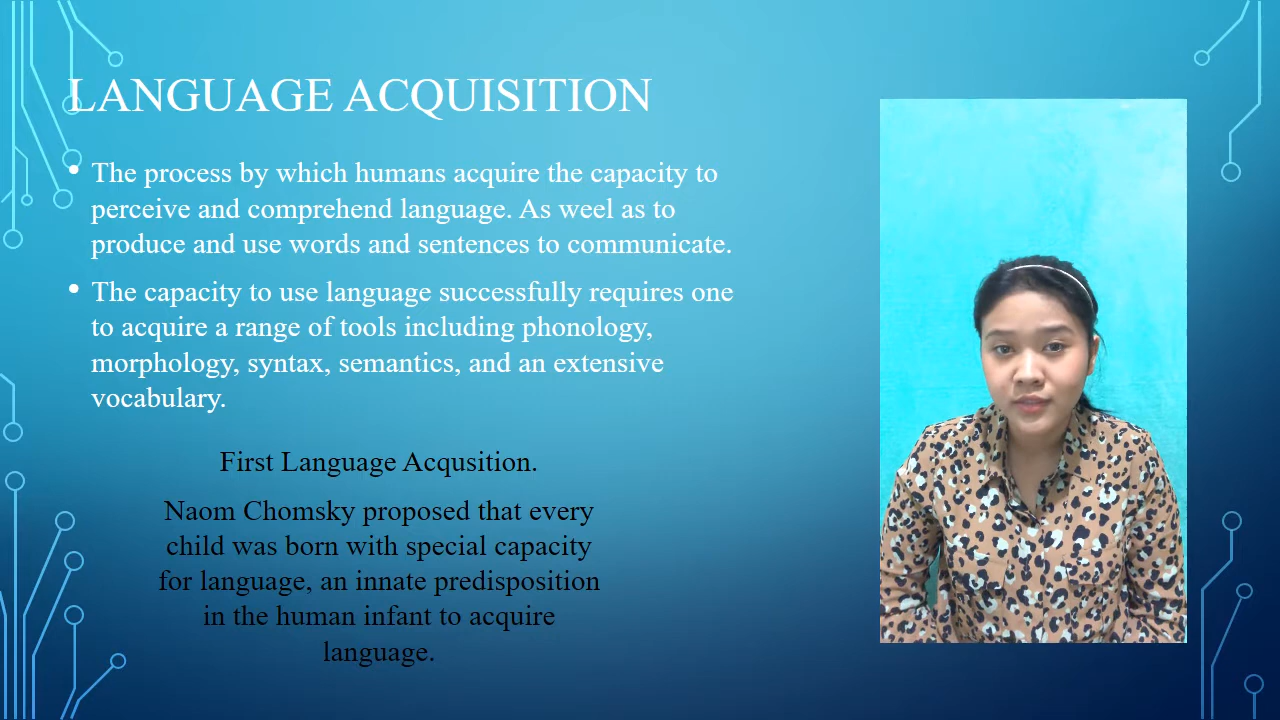 LANGUAGE ACQUISITION
• The process by which humans acquire the capacity to
perceive and comprehend language. As weel as to
produce and use words and sentences to communicate.
• The capacity to use language successfully requires one
to acquire a range of tools including phonology,
morphology, syntax, semantics, and an extensive
vocabulary.
First Language Acqusition.
Naom Chomsky proposed that every
child was born with special capacity
for language, an innate predisposition
in the human infant to acquire
language.